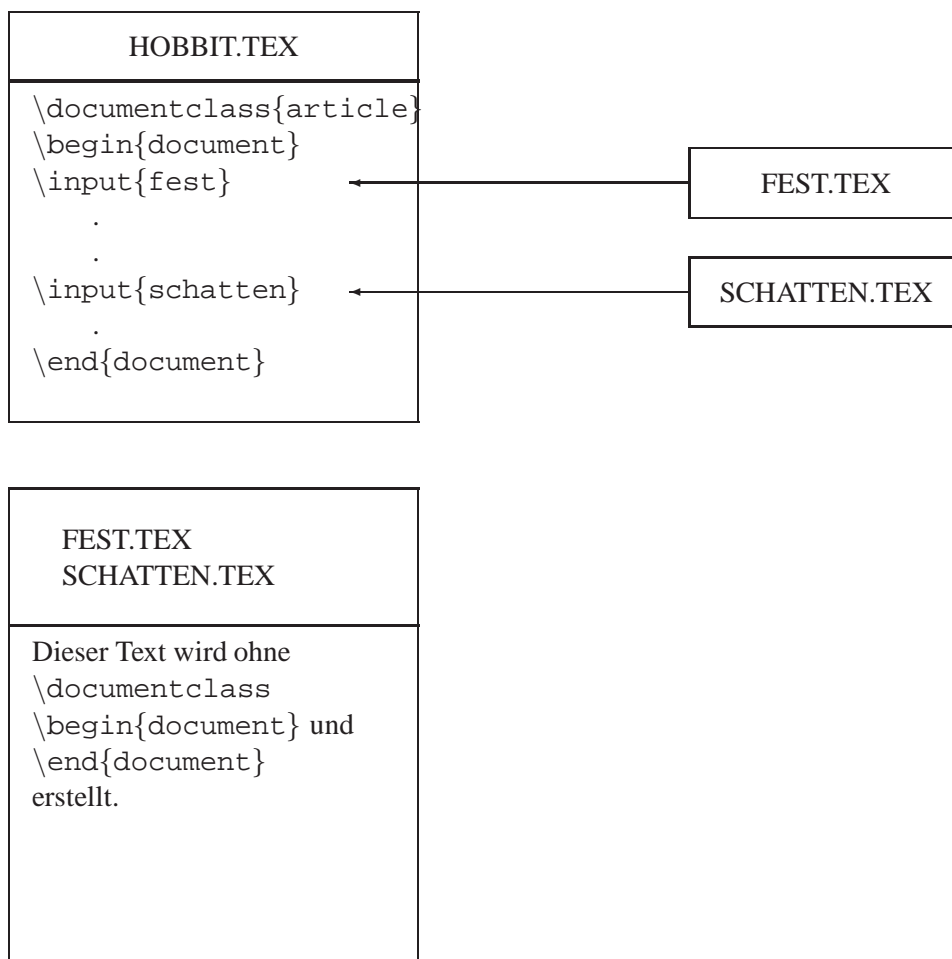 HOBBIT.TEX
\documentclass{article}
\begin{document}
\input{fest}
.
.
\input{schatten}
.
\end{document}
FEST.TEX
SCHATTEN.TEX
FEST.TEX
SCHATTEN.TEX
Dieser Text wird ohne
\documentclass
\begin{document} und
\end{document}
erstellt.